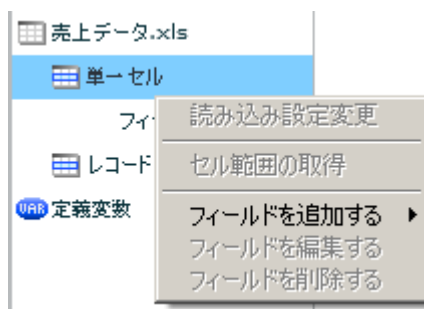 売上データ.xls
単一セル
フィ
読み込み設定変更
レコード
セル範囲の取得
VAR 定義変数
フィールドを追加する
フィールドを編集する
フィールドを削除する